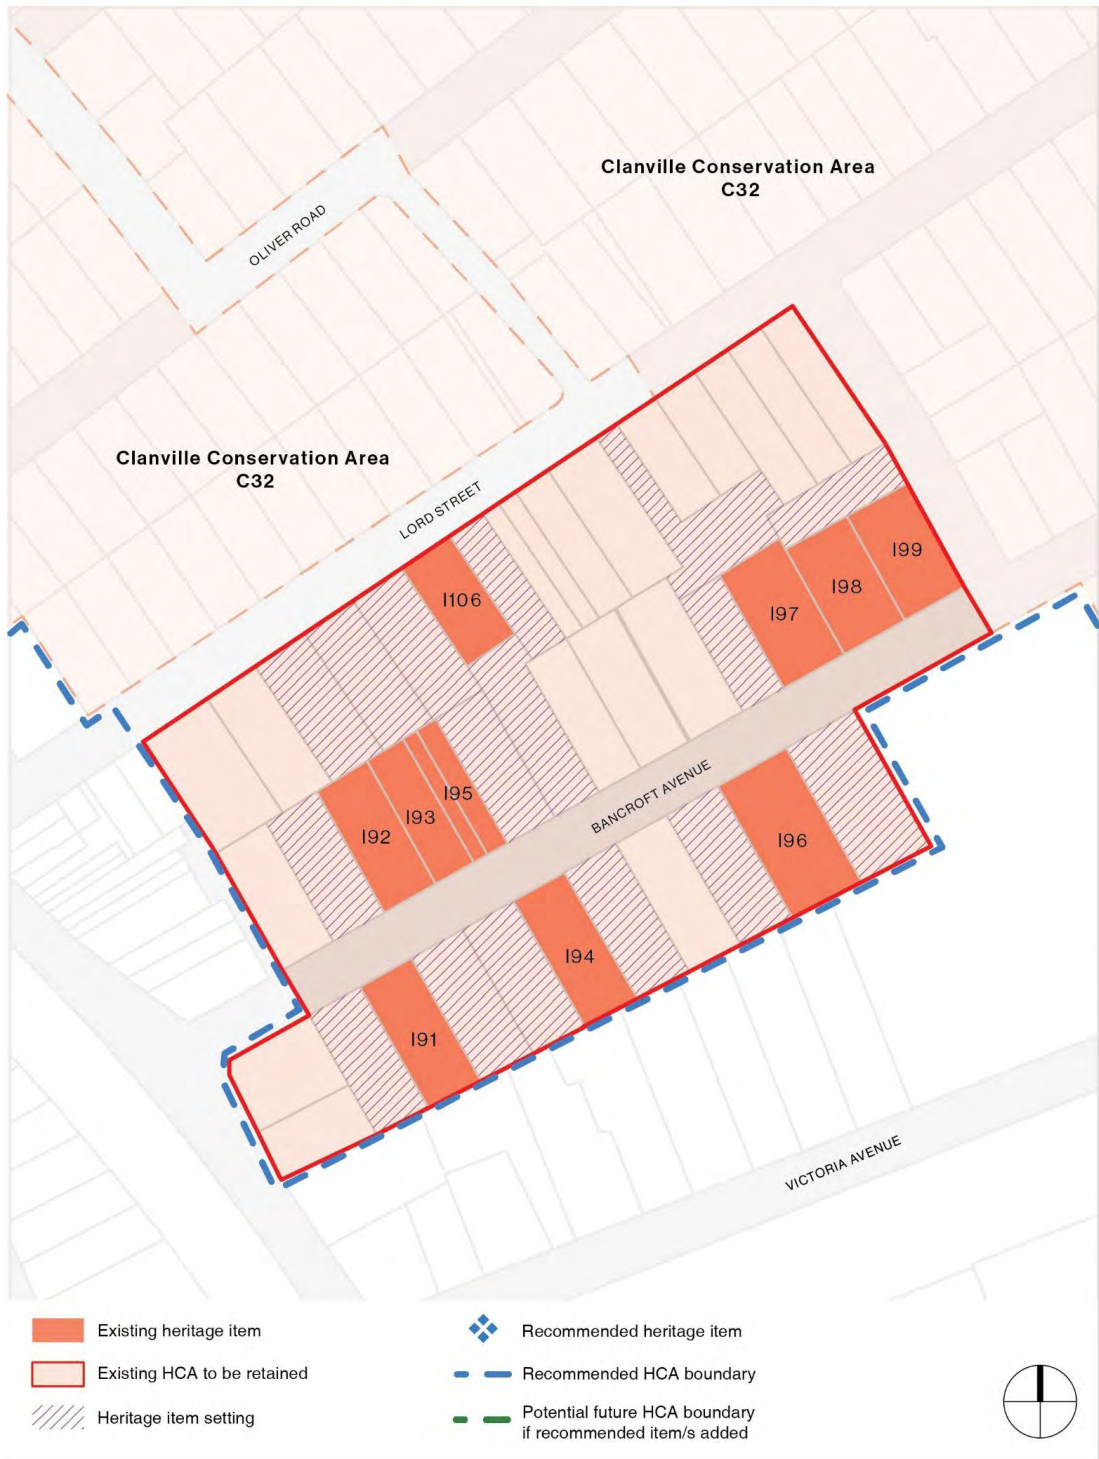 Clanville Conservation Area
C32
OLIVER ROAD
Clanville Conservation Area
C32
LORD STREET
I99
I98
I106
I97
I95
I93
I92
BANCROFT AVENUE
I96
I94
I91
VICTORIA AVENUE
Existing heritage item
Existing HCA to be retained
Heritage item setting
Recommended heritage item
Recommended HCA boundary
Potential future HCA boundary
if recommended item/s added